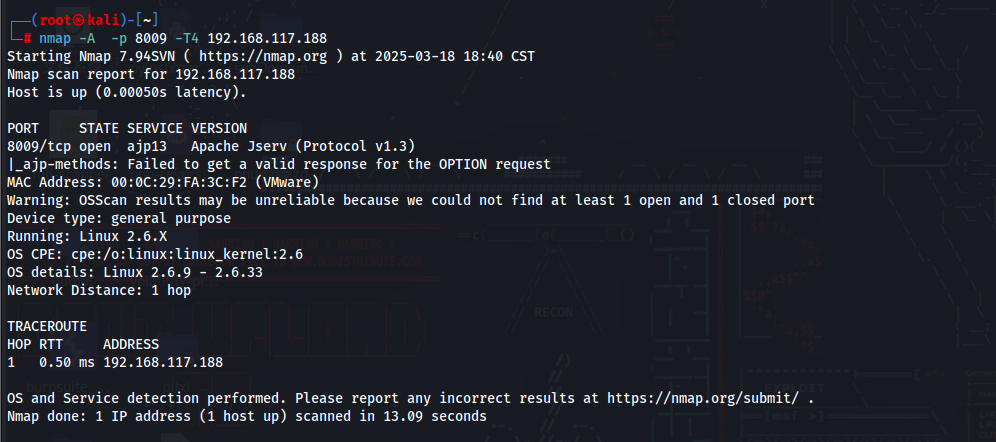 ┌──(root㉿kali)-[~]
└─# nmap -A  -p 8009 -T4 192.168.117.188
Starting Nmap 7.94SVN ( https://nmap.org ) at 2025-03-18 18:40 CST
Nmap scan report for 192.168.117.188
Host is up (0.00050s latency).

PORT     STATE SERVICE VERSION
8009/tcp open  ajp13   Apache Jserv (Protocol v1.3)
|_ajp-methods: Failed to get a valid response for the OPTION request
MAC Address: 00:0C:29:FA:3C:F2 (VMware)
Warning: OSScan results may be unreliable because we could not find at least 1 open and 1 closed port
Device type: general purpose
Running: Linux 2.6.X
OS CPE: cpe:/o:linux:linux_kernel:2.6
OS details: Linux 2.6.9 - 2.6.33
Network Distance: 1 hop

TRACEROUTE
HOP RTT     ADDRESS
1   0.50 ms 192.168.117.188

OS and Service detection performed. Please report any incorrect results at https://nmap.org/submit/ .
Nmap done: 1 IP address (1 host up) scanned in 13.09 seconds
RECON
burpsuite
EXPLOIT